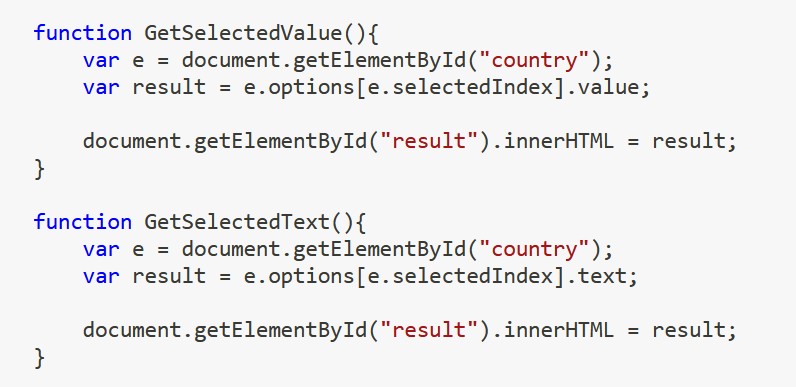 function GetSelectedValue(){
    var e = document.getElementById("country");
    var result = e.options[e.selectedIndex].value;

    document.getElementById("result").innerHTML = result;
}

function GetSelectedText(){
    var e = document.getElementById("country");
    var result = e.options[e.selectedIndex].text;

    document.getElementById("result").innerHTML = result;
}